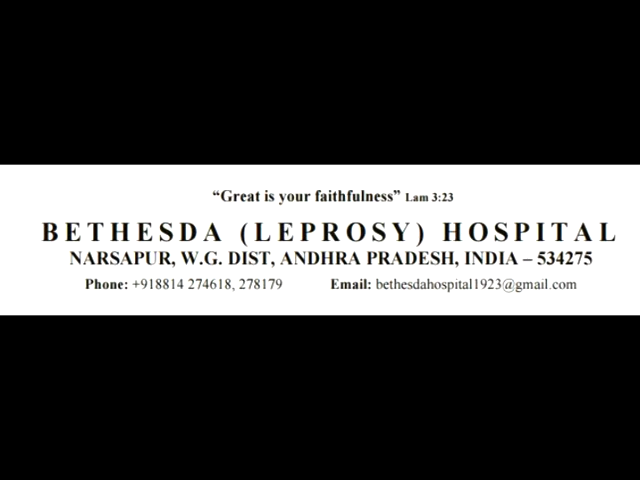 “Great is your faithfulness” Lam 3:23
BETHESDA (LEPROSY) HOSPITAL
NARSAPUR, W.G. DIST, ANDHRA PRADESH, INDIA – 534275
Phone: +918814 274618, 278179 Email: bethesdahospital1923@gmail.com